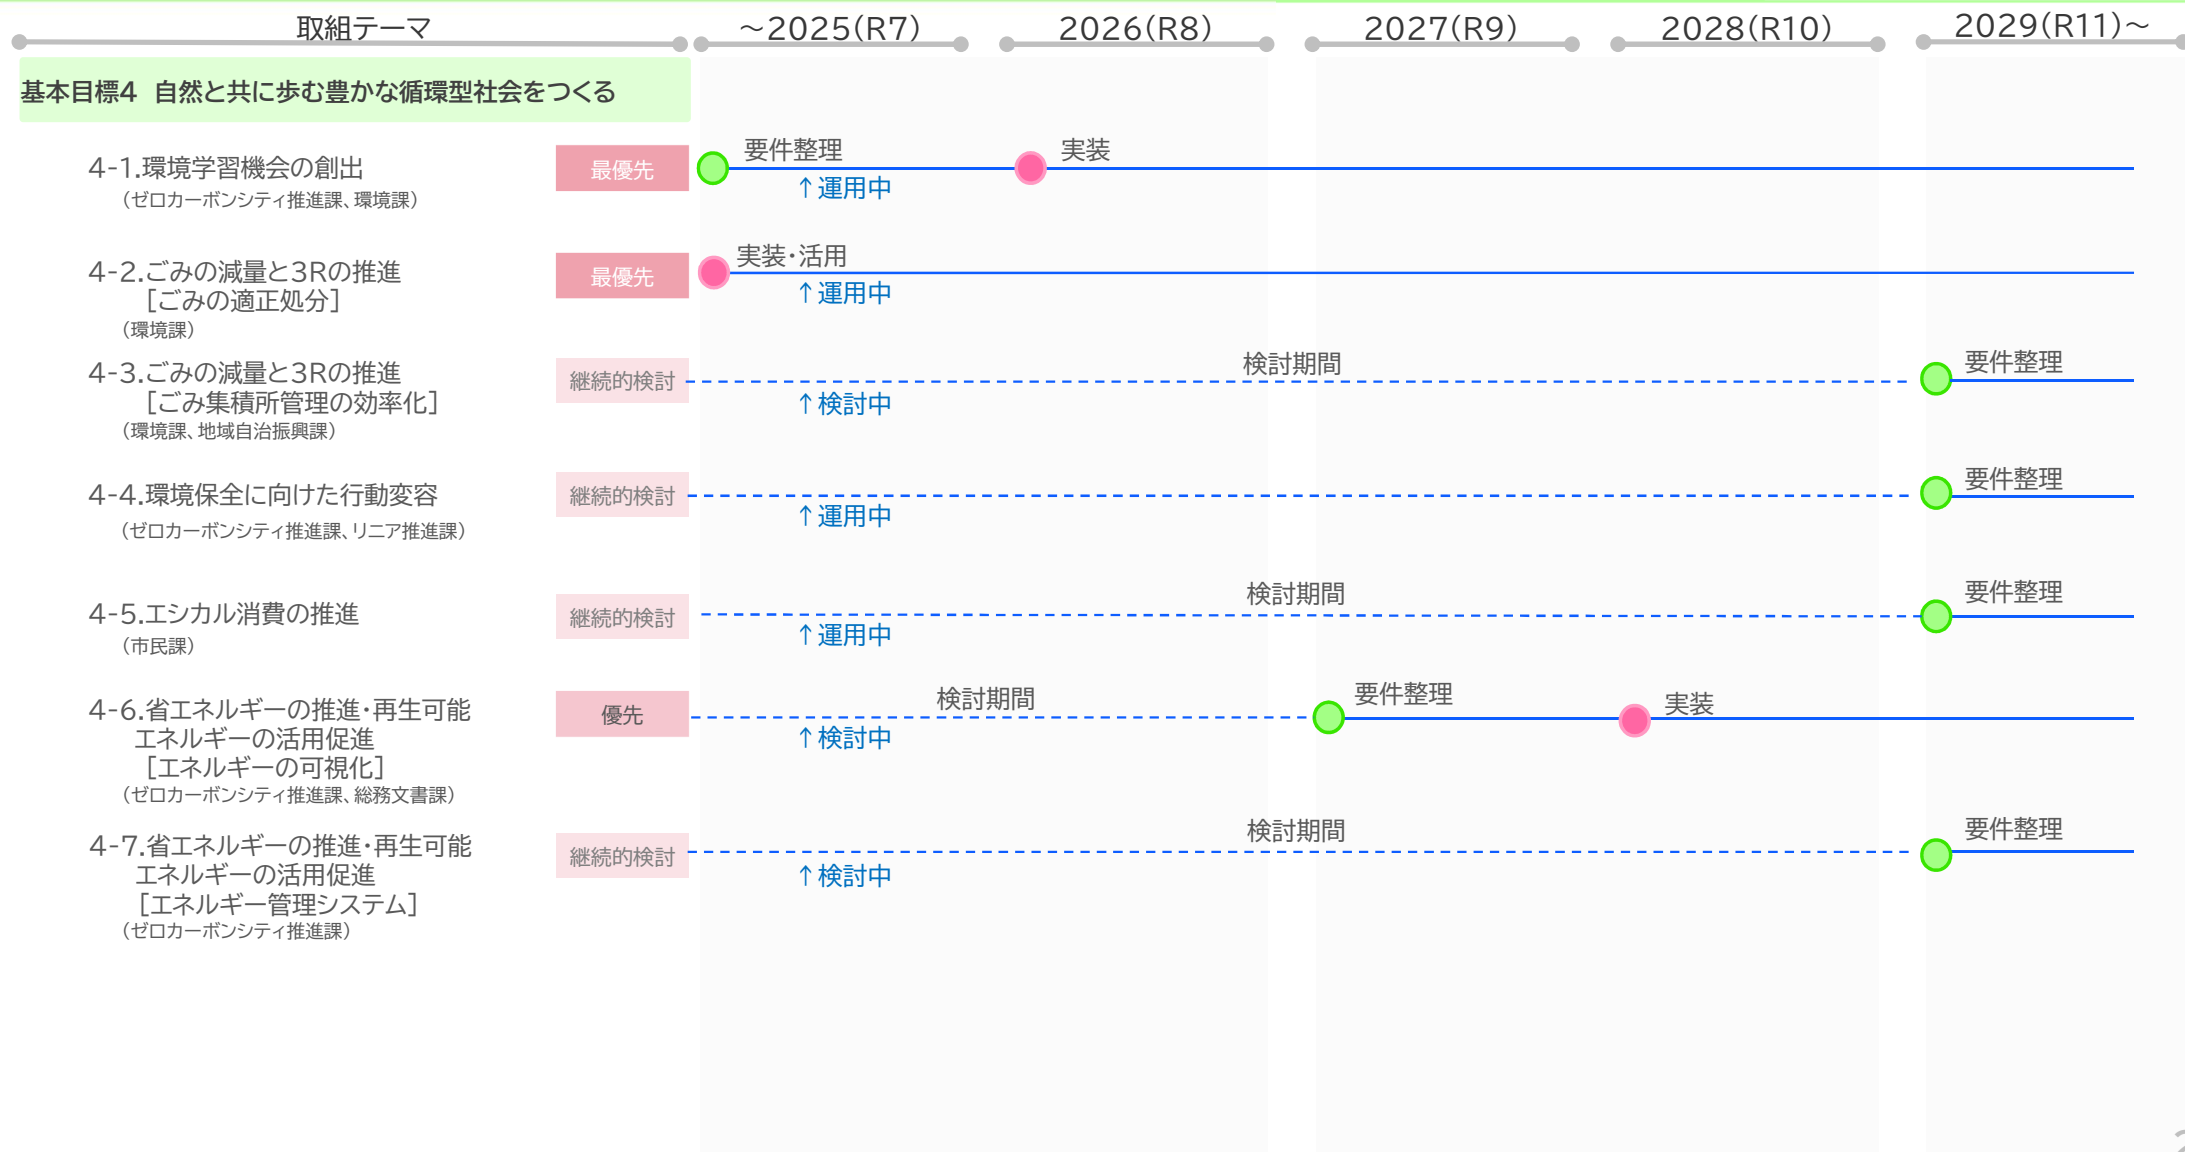 取組テーマ
～2025(R7)
2026(R8)
2027(R9)
2028(R10)
2029(R11)～
基本目標4 自然と共に歩む豊かな循環型社会をつくる
4-1.環境学習機会の創出
（ゼロカーボンシティ推進課、環境課）
最優先
要件整理
実装
↑運用中
4-2.ごみの減量と3Rの推進
［ごみの適正処分］
（環境課）
最優先
実装・活用
↑運用中
4-3.ごみの減量と3Rの推進
［ごみ集積所管理の効率化］
（環境課、地域自治振興課）
継続的検討
検討期間
要件整理
↑検討中
4-4.環境保全に向けた行動変容
（ゼロカーボンシティ推進課、リニア推進課）
継続的検討
要件整理
↑運用中
4-5.エシカル消費の推進
（市民課）
継続的検討
検討期間
要件整理
↑運用中
4-6.省エネルギーの推進・再生可能
エネルギーの活用促進
［エネルギーの可視化］
（ゼロカーボンシティ推進課、総務文書課）
優先
検討期間
要件整理
実装
↑検討中
4-7.省エネルギーの推進・再生可能
エネルギーの活用促進
［エネルギー管理システム］
（ゼロカーボンシティ推進課）
継続的検討
検討期間
要件整理
↑検討中